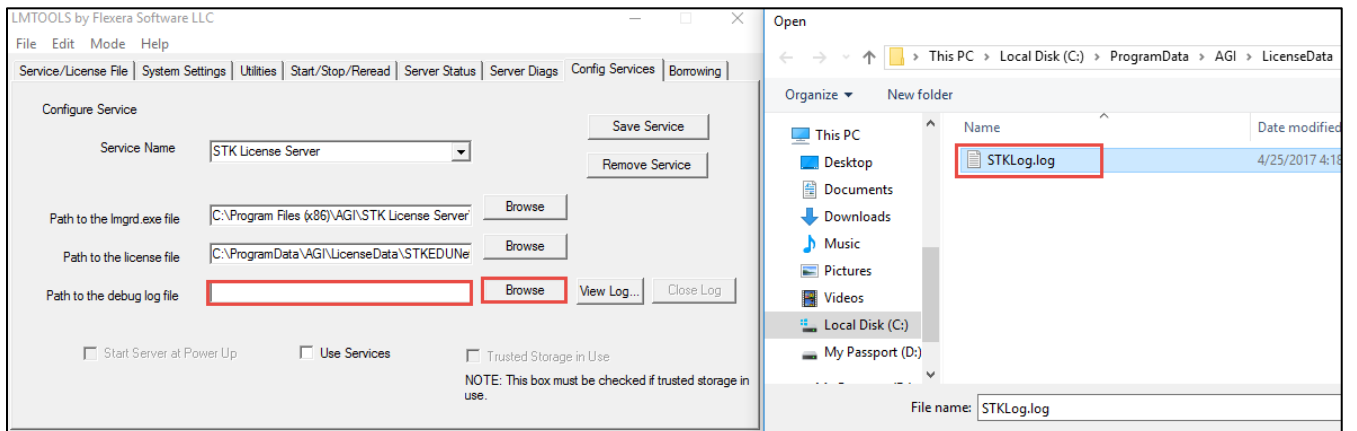 LMTOOLS by Flexera Software LLC
File Edit Mode Help
Service/License File System Settings Utilities Start/Stop/Reread Server Status Server Diags Config Services Borrowing
Configure Service
Save Service
Service Name STK License Server
Remove Service
Path to the lmgrd.exe file C:\Program Files (x86)\AGI\STK License Server\ Browse
Path to the license file C:\ProgramData\AGI\LicenseData\STKEDUNe Browse
Path to the debug log file Browse View Log... Close Log
Start Server at Power Up Use Services Trusted Storage in Use
NOTE: This box must be checked if trusted storage in
use.
Open
This PC > Local Disk (C:) > ProgramData > AGI > LicenseData
Organize New folder
Name Date modified
This PC
STKLog.log 4/25/2017 4:18
Desktop
Documents
Downloads
Music
Pictures
Videos
Local Disk (C:)
My Passport (D:)
File name: STKLog.log